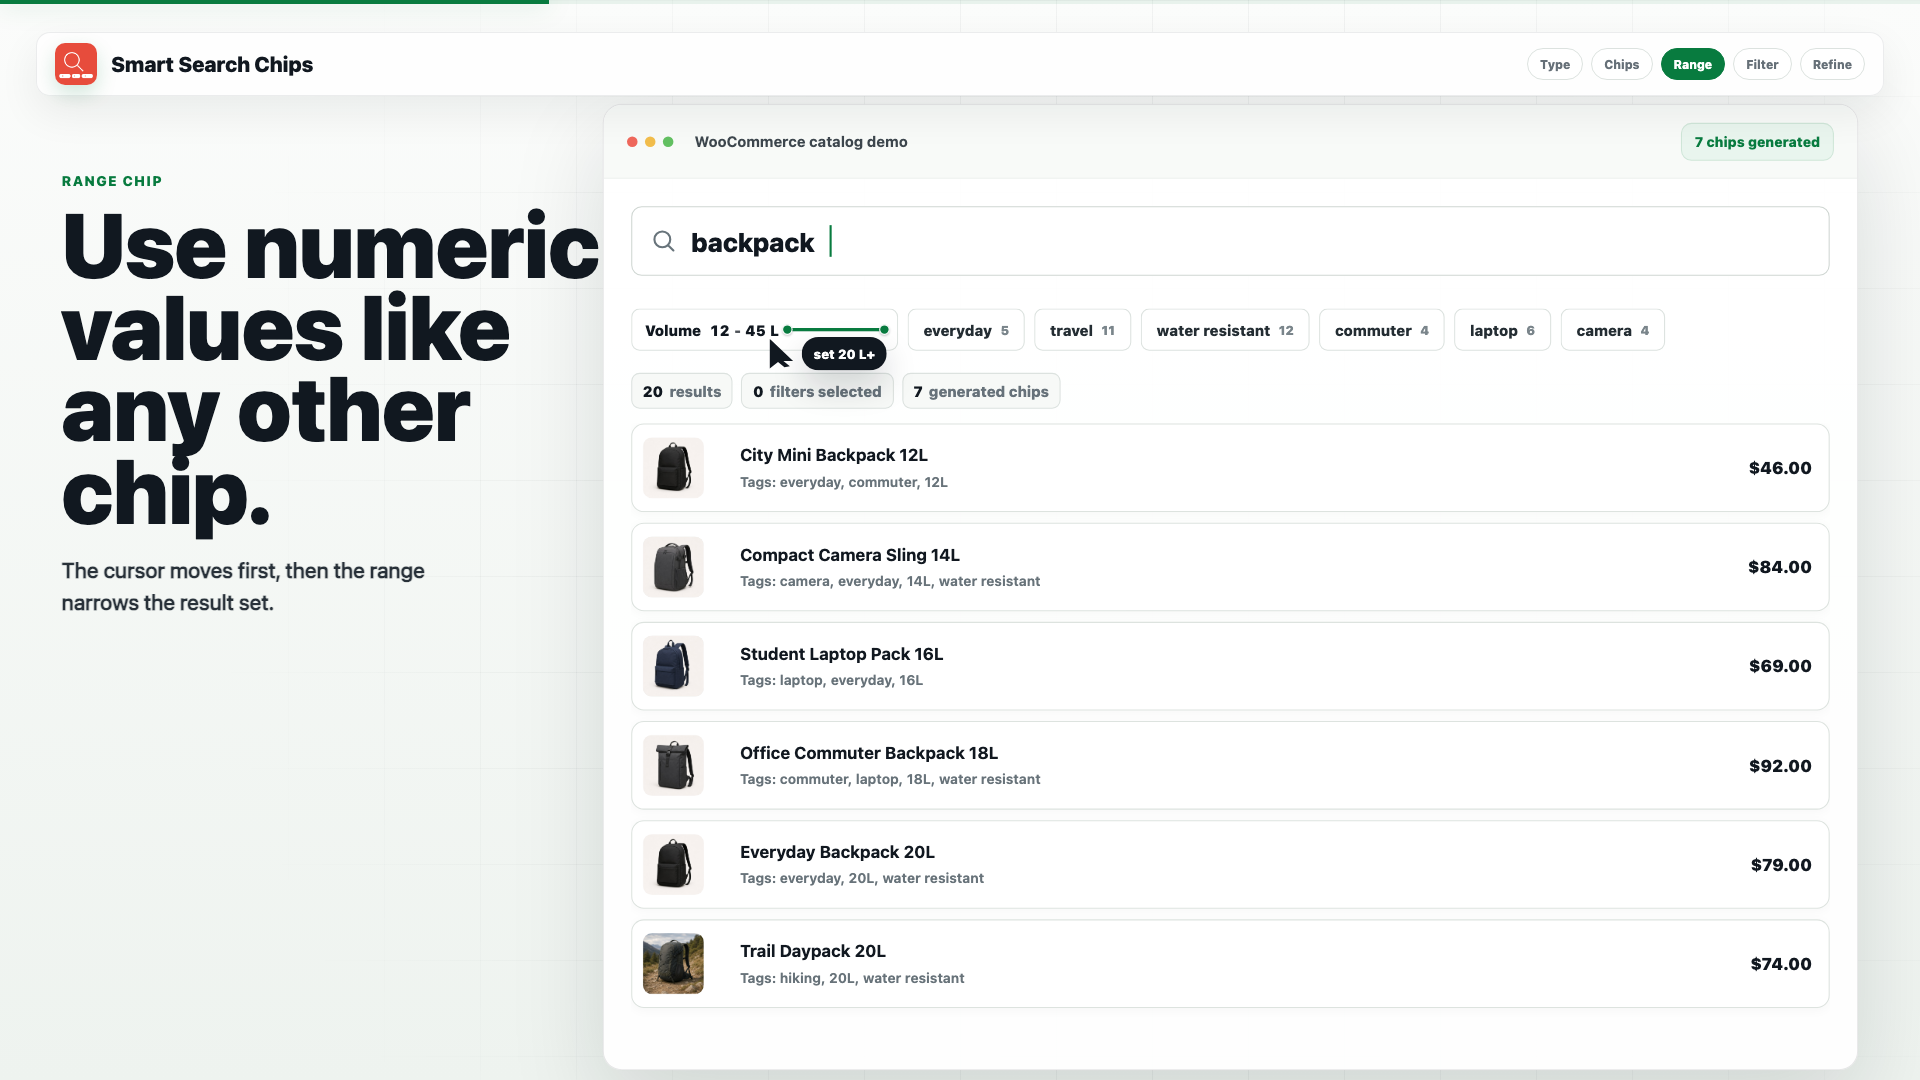 Smart Search Chips
Type
Chips
Range
Filter
Refine
RANGE CHIP
Use numeric
values like
any other
chip.
The cursor moves first, then the range
narrows the result set.
WooCommerce catalog demo
7 chips generated
backpack
Volume 12 - 45 L
everyday 5
travel 11
water resistant 12
commuter 4
laptop 6
camera 4
set 20 L+
20 results
0 filters selected
7 generated chips
City Mini Backpack 12L
Tags: everyday, commuter, 12L
$46.00
Compact Camera Sling 14L
Tags: camera, everyday, 14L, water resistant
$84.00
Student Laptop Pack 16L
Tags: laptop, everyday, 16L
$69.00
Office Commuter Backpack 18L
Tags: commuter, laptop, 18L, water resistant
$92.00
Everyday Backpack 20L
Tags: everyday, 20L, water resistant
$79.00
Trail Daypack 20L
Tags: hiking, 20L, water resistant
$74.00